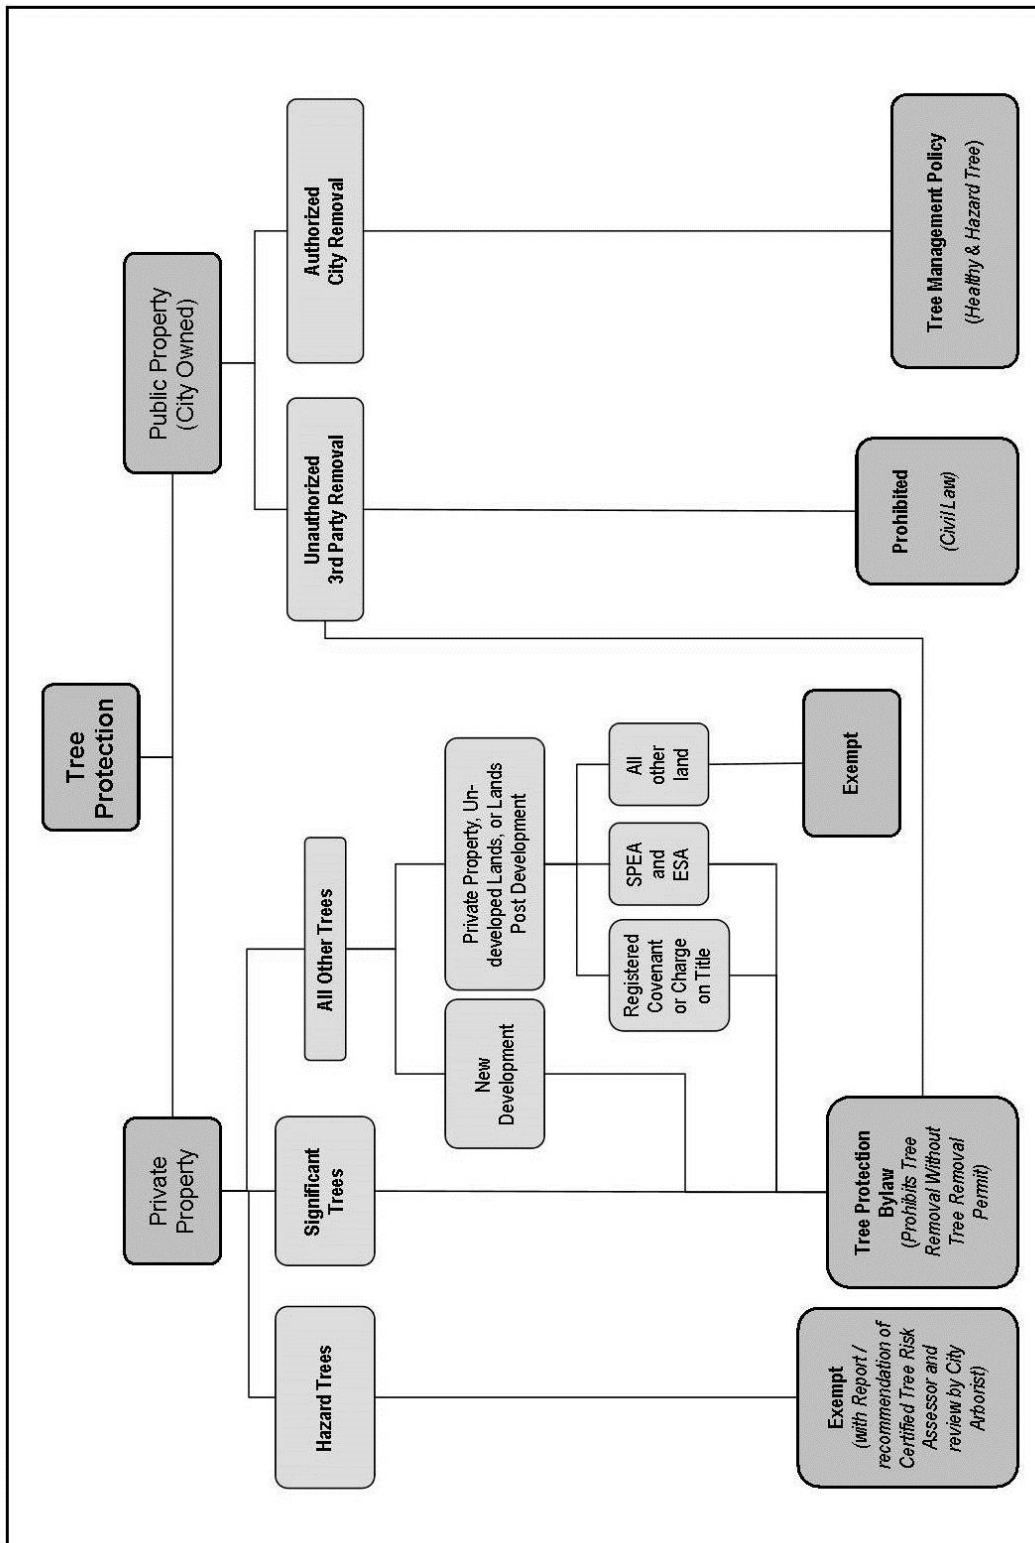 Tree
Protection
Private
Property
Public Property
(City Owned)
Hazard Trees
Significant
Trees
All Other Trees
Unauthorized
3rd Party Removal
Authorized
City Removal
New
Development
Private Property, Un-
developed Lands, or Lands
Post Development
Registered
Covenant
or Charge
on Title
SPEA
and
ESA
All
other
land
Exempt
(with Report /
recommendation of
Certified Tree Risk
Assessor and
review by City
Arborist)
Tree Protection
Bylaw
(Prohibits Tree
Removal Without
Tree Removal
Permit)
Exempt
Prohibited
(Civil Law)
Tree Management Policy
(Healthy & Hazard Tree)